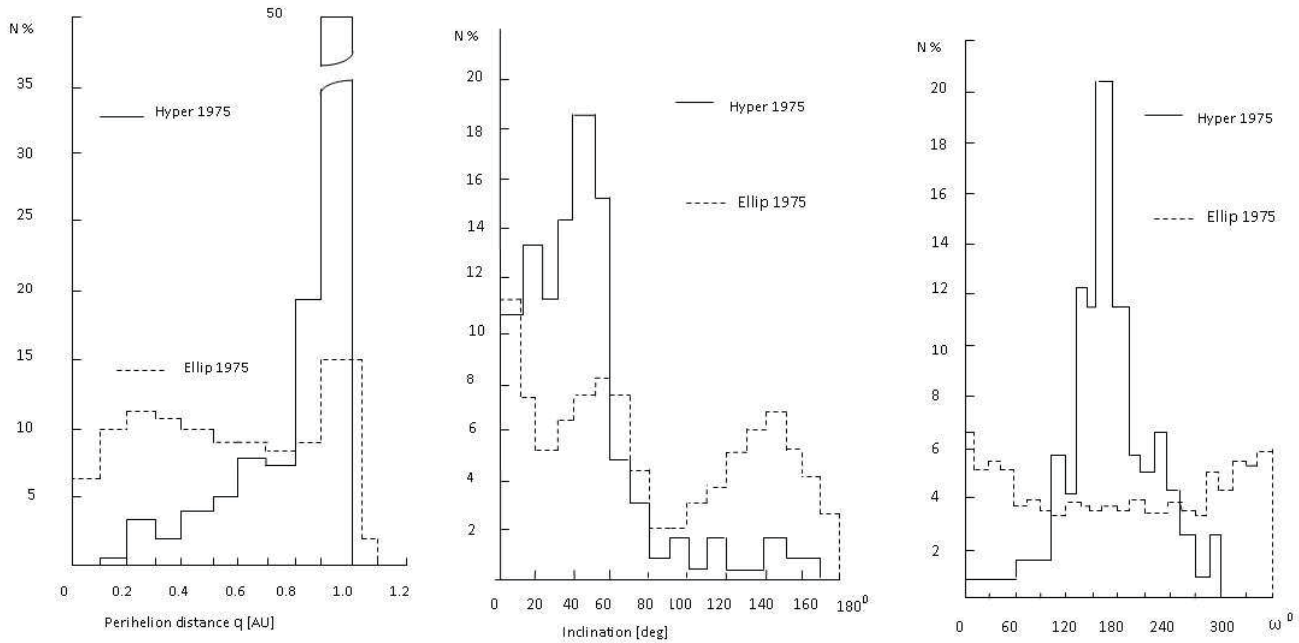 50
N %
35
30
25
20
15
10
5
Hyper 1975
Ellip 1975
0 0.2 0.4 0.6 0.8 1.0 1.2
Perihelion distance q [AU]
N %
20
18
16
14
12
10
8
6
4
2
Hyper 1975
Ellip 1975
0 20 40 60 80 100 120 140 160 180⁰
Inclination [deg]
N %
20
18
16
14
12
10
8
6
4
2
Hyper 1975
Ellip 1975
0 60 120 180 240 300 ω⁰